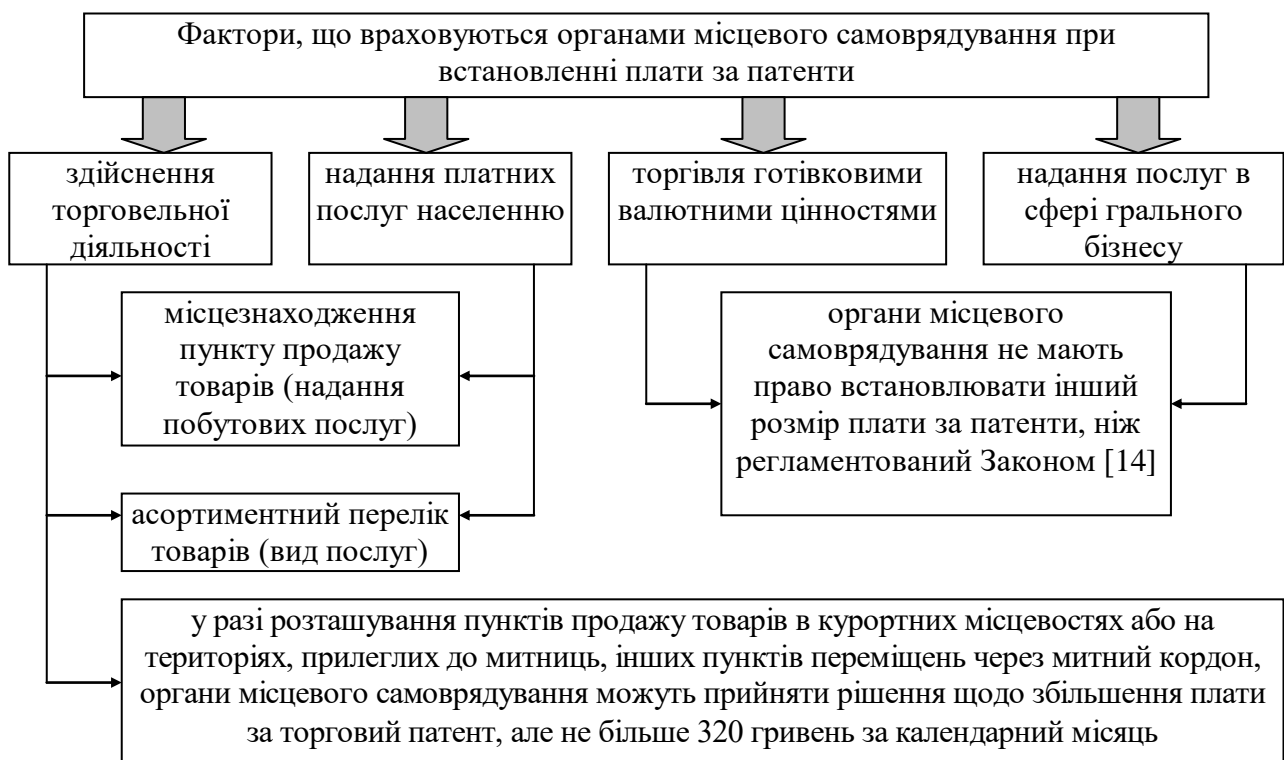 Фактори, що враховуються органами місцевого самоврядування при
встановленні плати за патенти
здійснення
торговельної
діяльності
надання платних
послуг населенню
торгівля готівковими
валютними цінностями
надання послуг в
сфері грального
бізнесу
місцезнаходження
пункту продажу
товарів (надання
побутових послуг)
органи місцевого
самоврядування не мають
право встановлювати інший
розмір плати за патенти, ніж
регламентований Законом [14]
асортиментний перелік
товарів (вид послуг)
у разі розташування пунктів продажу товарів в курортних місцевостях або на
територіях, прилеглих до митниць, інших пунктів переміщень через митний кордон,
органи місцевого самоврядування можуть прийняти рішення щодо збільшення плати
за торговий патент, але не більше 320 гривень за календарний місяць